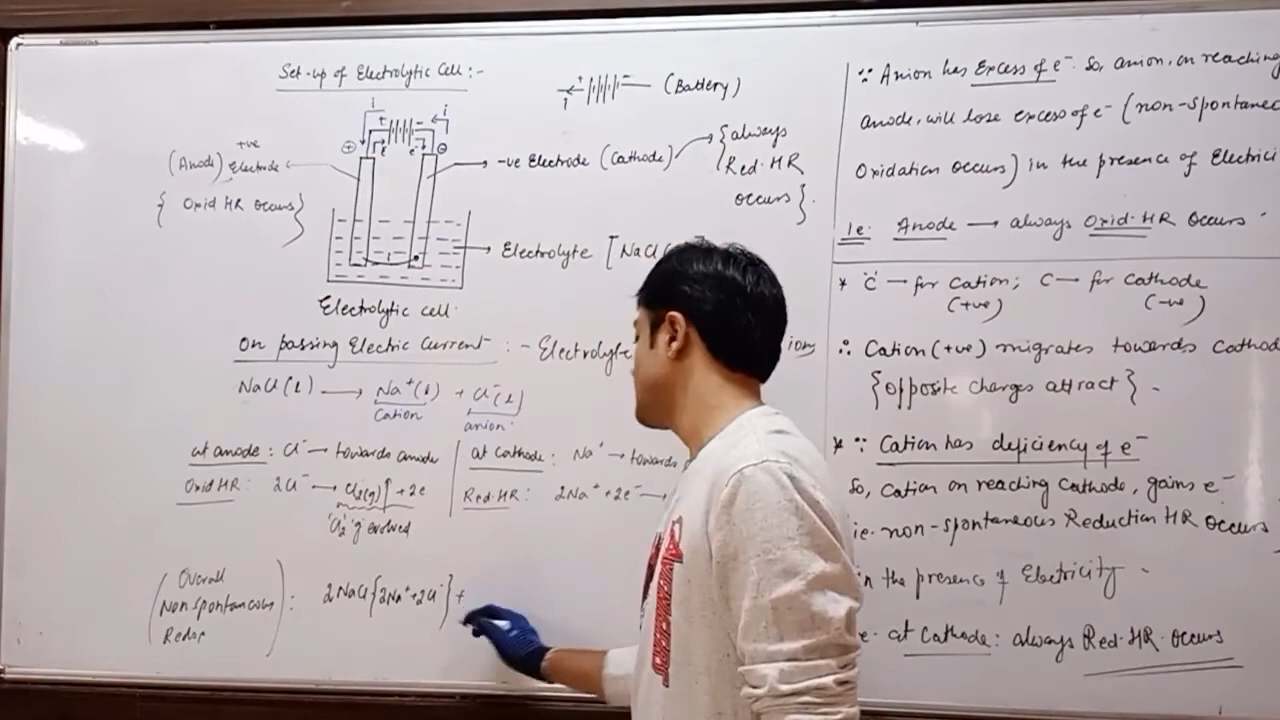 Set-up of Electrolytic Cell :-
+ - (Battery)
i
i
+ -
i
e- e-
⊕ ⊖
+ve
(Anode) Electrode
{ Oxid HR Occurs }
-ve Electrode (Cathode)
{always
Red. HR
occurs}.
Electrolyte [NaCl(
Electrolytic cell.
On passing Electric Current :- Electrolyte
NaCl(l) → Na+(l) + Cl-(l)
Cation
anion.
at anode : Cl- → towards anode
Oxid HR : 2Cl- → Cl2(g)↑ + 2e
'Cl2' g evolved
at Cathode : Na+ → towards
Red. HR : 2Na+ + 2e- →
Overall
Non spontaneous
Redox
: 2NaCl{2Na+ + 2Cl-} +
∵ Anion has Excess of e-. So, anion, on reaching
anode, will lose excess of e- (non-spontaneo
Oxidation occurs) in the presence of Electrici
ie: Anode → always Oxid. HR Occurs.
* 'C' — for Cation; C — for Cathode
(+ve) (-ve)
∴ Cation (+ve) migrates towards Cathod
{opposite charges attract}.
* ∵ Cation has deficiency of e-
So, Cation on reaching Cathode, gains e-
ie. non-spontaneous Reduction HR Occurs
in the presence of Electricity.
e. at Cathode : always Red. HR. occurs